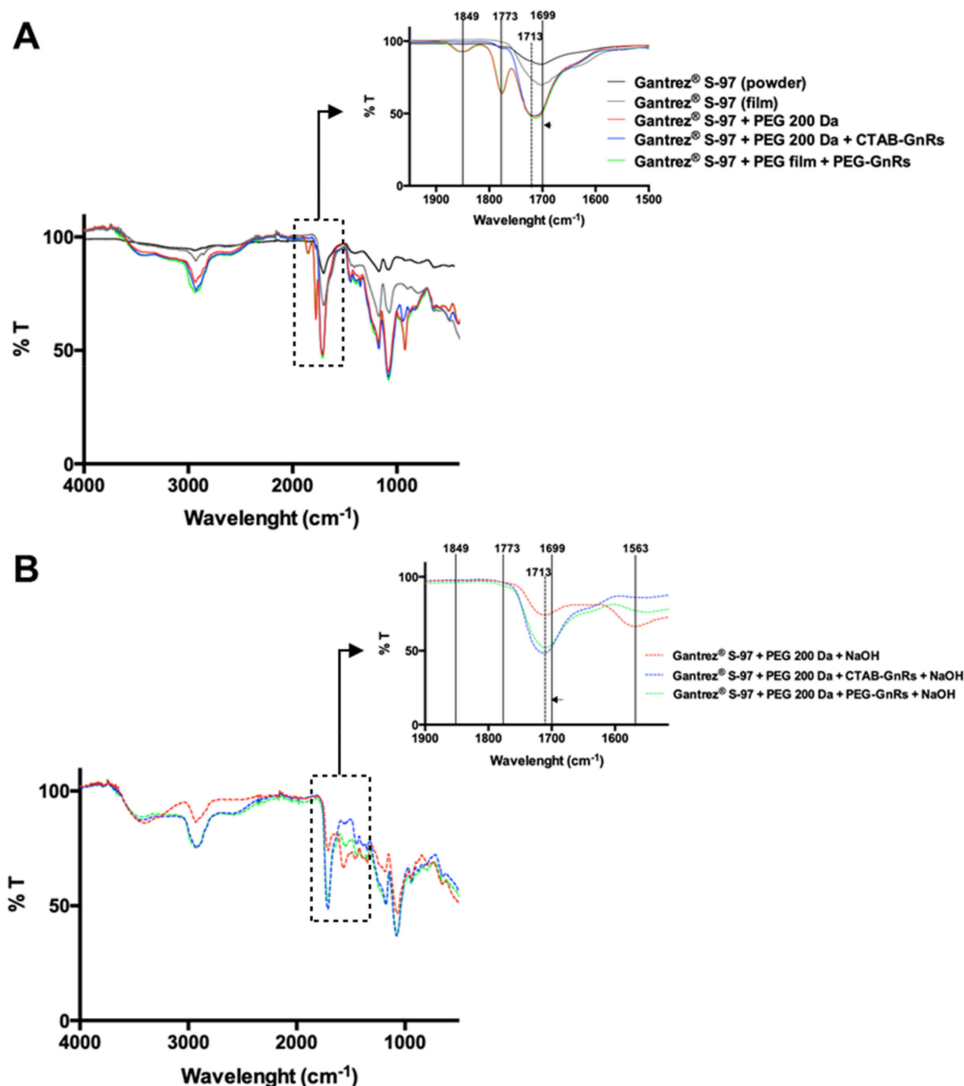 A
1849 1773 1699
1713
100
50
0
% T
1900 1800 1700 1600 1500
Wavelenght (cm-1)
Gantrez® S-97 (powder)
Gantrez® S-97 (film)
Gantrez® S-97 + PEG 200 Da
Gantrez® S-97 + PEG 200 Da + CTAB-GnRs
Gantrez® S-97 + PEG film + PEG-GnRs
100
50
0
% T
4000 3000 2000 1000
Wavelenght (cm-1)
B
1849 1773 1699 1563
1713
100
50
0
% T
1900 1800 1700 1600
Wavelenght (cm-1)
Gantrez® S-97 + PEG 200 Da + NaOH
Gantrez® S-97 + PEG 200 Da + CTAB-GnRs + NaOH
Gantrez® S-97 + PEG 200 Da + PEG-GnRs + NaOH
100
50
0
% T
4000 3000 2000 1000
Wavelenght (cm-1)